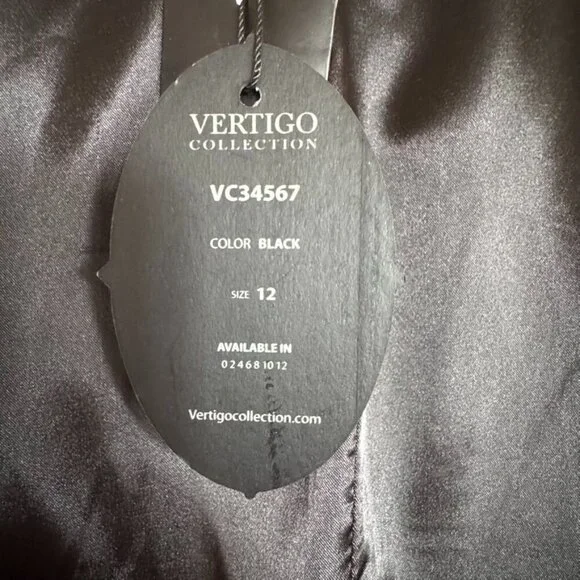 VERTIGO
COLLECTION
VC34567
COLOR BLACK
SIZE 12
AVAILABLE IN
0 2 4 6 8 10 12
Vertigocollection.com